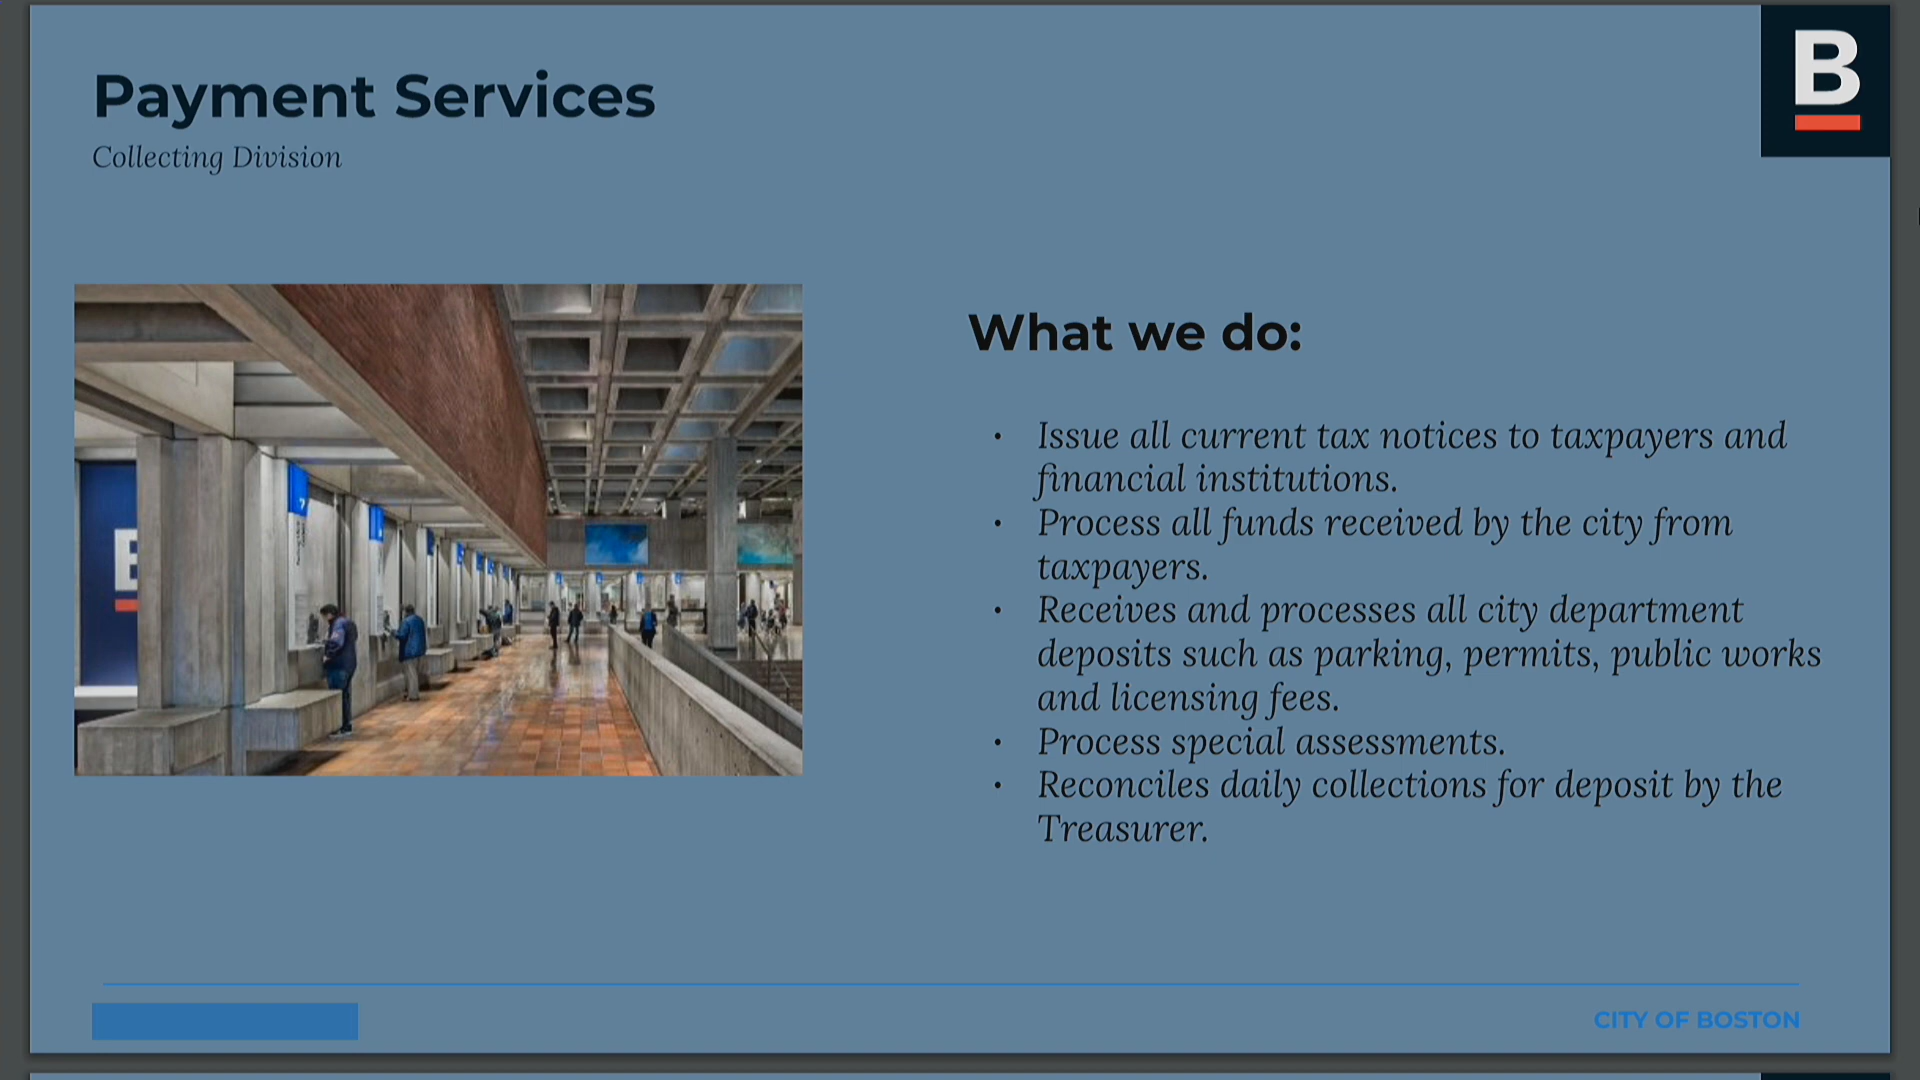 Payment Services
Collecting Division
B
What we do:
• Issue all current tax notices to taxpayers and
financial institutions.
• Process all funds received by the city from
taxpayers.
• Receives and processes all city department
deposits such as parking, permits, public works
and licensing fees.
• Process special assessments.
• Reconciles daily collections for deposit by the
Treasurer.
CITY OF BOSTON